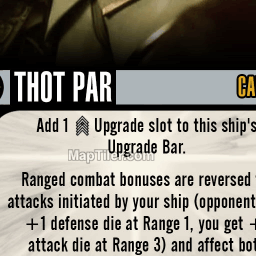 THOT PAR
CA
Add 1 Upgrade slot to this ship's
Upgrade Bar.
MapTiler.com
Ranged combat bonuses are reversed
attacks initiated by your ship (opponent
+1 defense die at Range 1, you get +
attack die at Range 3) and affect bot